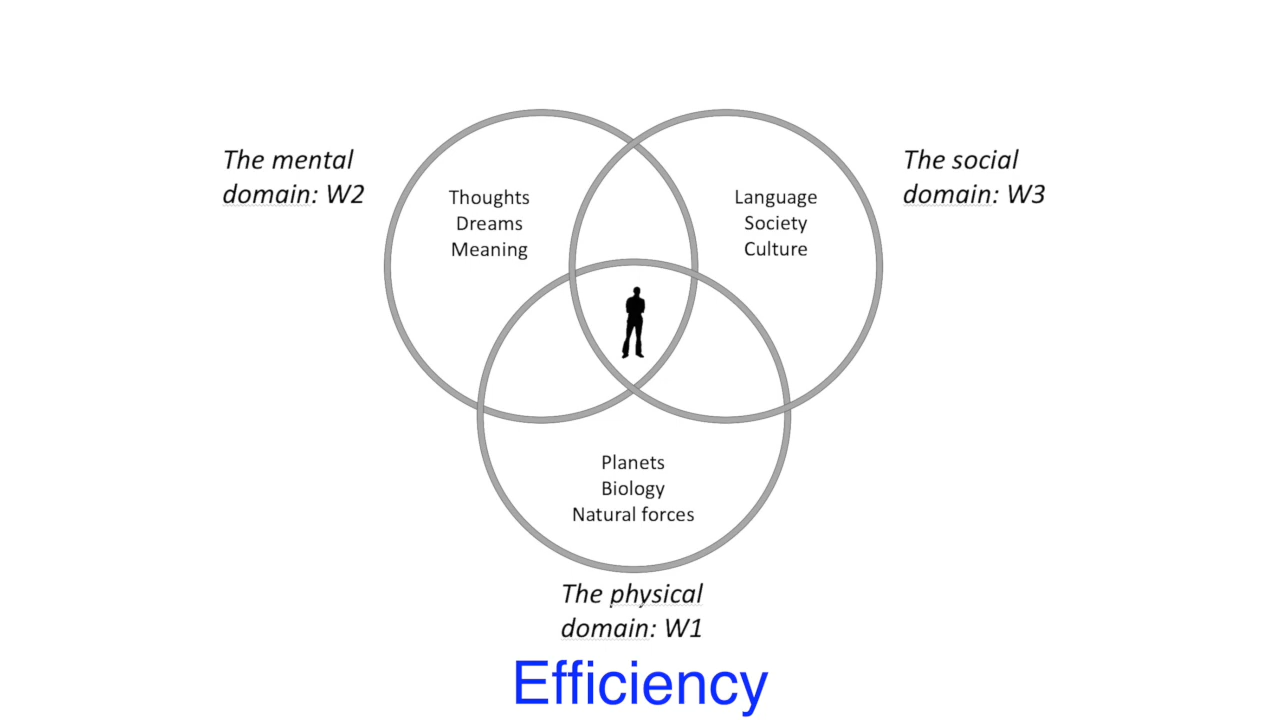 The mental
domain: W2
Thoughts
Dreams
Meaning
Language
Society
Culture
The social
domain: W3
Planets
Biology
Natural forces
The physical
domain: W1
Efficiency